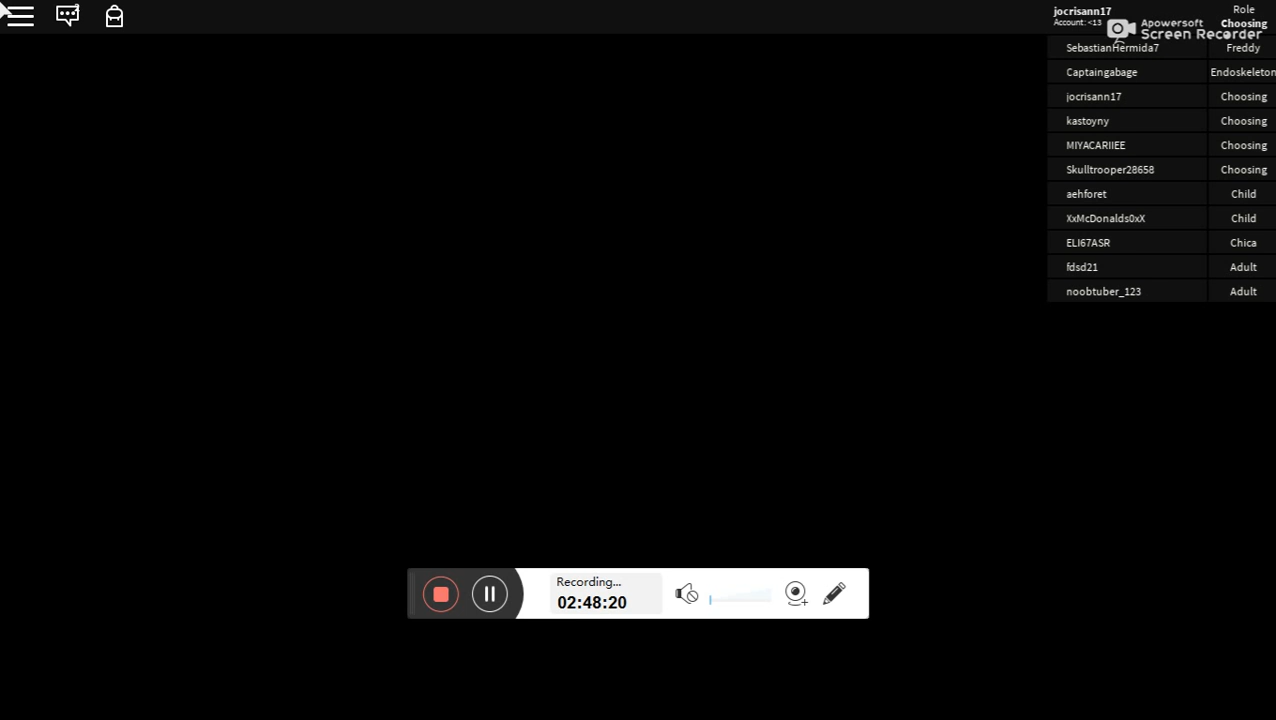 jocrisann17 Role
Account: <13 Choosing
Apowersoft
Screen Recorder
SebastianHermida7 Freddy
Captaingabage Endoskeleton
jocrisann17 Choosing
kastoyny Choosing
MIYACARIIEE Choosing
Skulltrooper28658 Choosing
aehforet Child
XxMcDonalds0xX Child
ELI67ASR Chica
fdsd21 Adult
noobtuber_123 Adult
Recording...
02:48:20